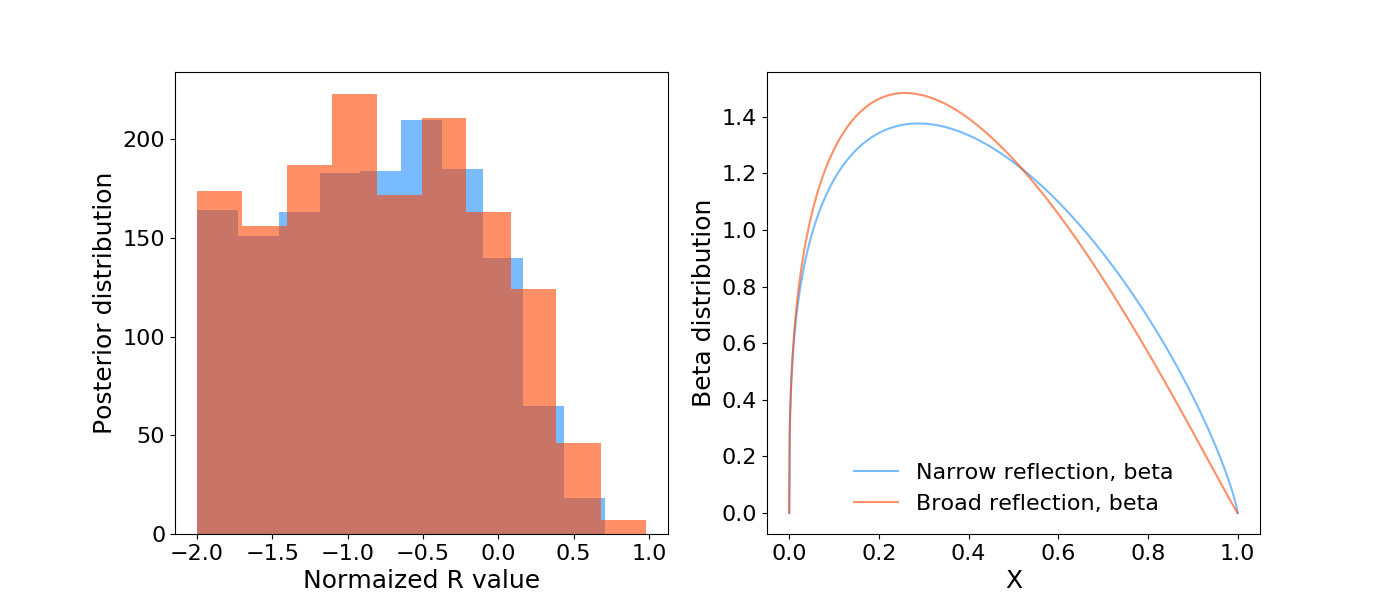 Posterior distribution
200
150
100
50
0
−2.0 −1.5 −1.0 −0.5 0.0 0.5 1.0
Normaized R value
Beta distribution
1.4
1.2
1.0
0.8
0.6
0.4
0.2
0.0
Narrow reflection, beta
Broad reflection, beta
0.0 0.2 0.4 0.6 0.8 1.0
X